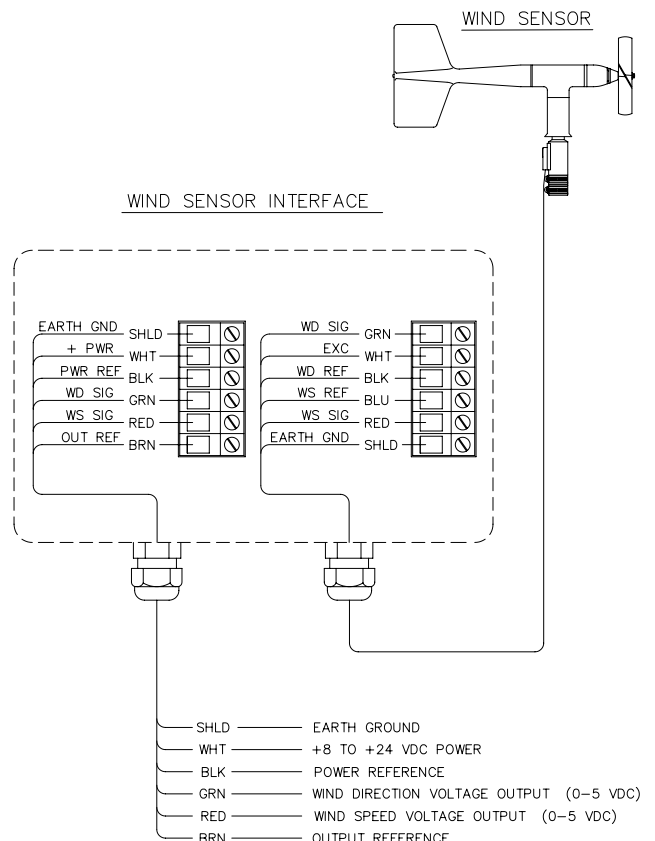 WIND SENSOR
WIND SENSOR INTERFACE
EARTH GND SHLD
+ PWR WHT
PWR REF BLK
WD SIG GRN
WS SIG RED
OUT REF BRN
WD SIG GRN
EXC WHT
WD REF BLK
WS REF BLU
WS SIG RED
EARTH GND SHLD
SHLD EARTH GROUND
WHT +8 TO +24 VDC POWER
BLK POWER REFERENCE
GRN WIND DIRECTION VOLTAGE OUTPUT (0–5 VDC)
RED WIND SPEED VOLTAGE OUTPUT (0–5 VDC)
BRN OUTPUT REFERENCE